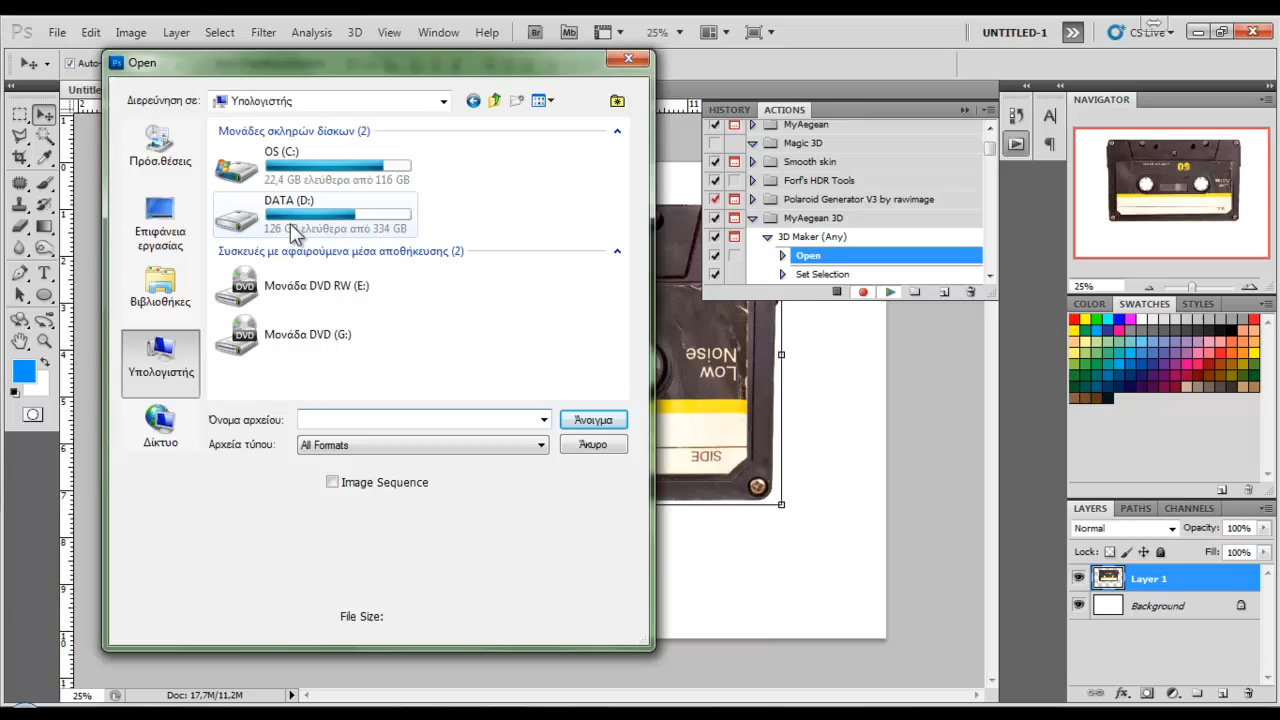 Ps File Edit Image Layer Select Analysis 3D View Window Help Br Mb 25% UNTITLED-1 CS Live
Auto-
Open
Διερεύνηση σε: Υπολογιστής
Πρόσ.θέσεις
Επιφάνεια εργασίας
Βιβλιοθήκες
Υπολογιστής
Δίκτυο
Μονάδες σκληρών δίσκων (2)
OS (C:)
22,4 GB ελεύθερα από 116 GB
DATA (D:)
126 GB ελεύθερα από 334 GB
Συσκευές με αφαιρούμενα μέσα αποθήκευσης (2)
Μονάδα DVD RW (E:)
Μονάδα DVD (G:)
Όνομα αρχείου: Άνοιγμα
Αρχεία τύπου: All Formats Άκυρο
Image Sequence
File Size:
HISTORY ACTIONS
MyAegean
Magic 3D
Smooth skin
Forf's HDR Tools
Polaroid Generator V3 by rawimage
MyAegean 3D
3D Maker (Any)
Open
Set Selection
Low
Noise
SIDE
NAVIGATOR
25%
COLOR SWATCHES STYLES
LAYERS PATHS CHANNELS
Normal Opacity: 100%
Lock: Fill: 100%
Layer 1
Background
25% Doc: 17,7M/11,2M